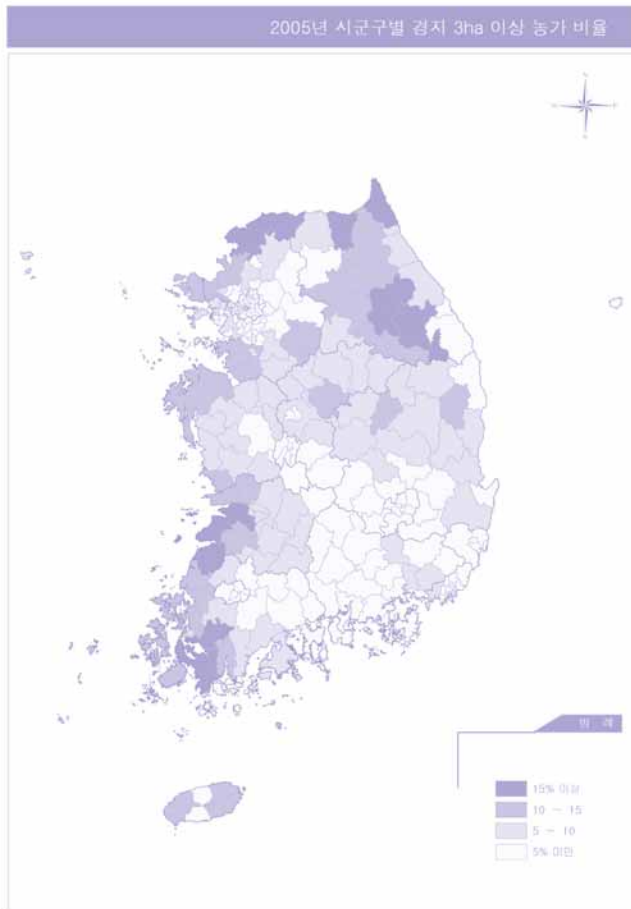 2005년 시군구별 경지 3ha 이상 농가 비율
범 례
15% 이상
10 ~ 15
5 ~ 10
5% 미만